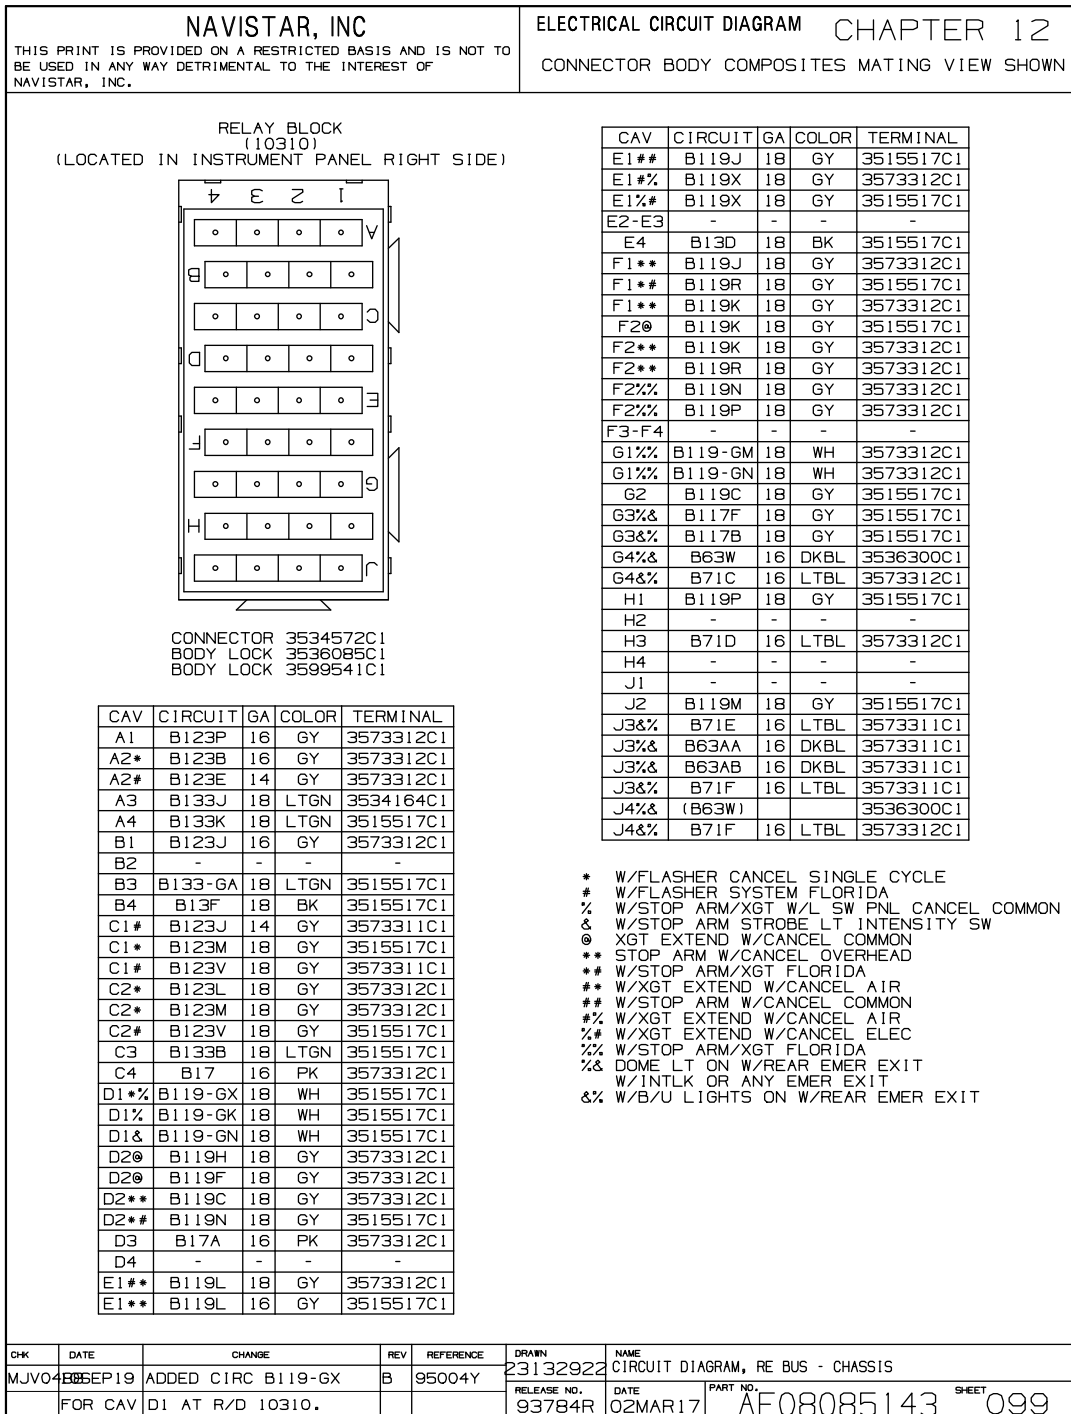 NAVISTAR, INC
THIS PRINT IS PROVIDED ON A RESTRICTED BASIS AND IS NOT TO
BE USED IN ANY WAY DETRIMENTAL TO THE INTEREST OF
NAVISTAR, INC.
ELECTRICAL CIRCUIT DIAGRAM CHAPTER 12
CONNECTOR BODY COMPOSITES MATING VIEW SHOWN
RELAY BLOCK
(10310)
(LOCATED IN INSTRUMENT PANEL RIGHT SIDE)
4 3 2 1
A
B
C
D
E
F
G
H
J
CONNECTOR 3534572C1
BODY LOCK 3536085C1
BODY LOCK 3599541C1
CAV CIRCUIT GA COLOR TERMINAL
A1 B123P 16 GY 3573312C1
A2* B123B 16 GY 3573312C1
A2# B123E 14 GY 3573312C1
A3 B133J 18 LTGN 3534164C1
A4 B133K 18 LTGN 3515517C1
B1 B123J 16 GY 3573312C1
B2 - - - -
B3 B133-GA 18 LTGN 3515517C1
B4 B13F 18 BK 3515517C1
C1# B123J 14 GY 3573311C1
C1* B123M 18 GY 3515517C1
C1# B123V 18 GY 3573311C1
C2* B123L 18 GY 3573312C1
C2* B123M 18 GY 3573312C1
C2# B123V 18 GY 3515517C1
C3 B133B 18 LTGN 3515517C1
C4 B17 16 PK 3573312C1
D1*% B119-GX 18 WH 3515517C1
D1% B119-GK 18 WH 3515517C1
D1& B119-GN 18 WH 3515517C1
D2@ B119H 18 GY 3573312C1
D2@ B119F 18 GY 3573312C1
D2** B119C 18 GY 3573312C1
D2*# B119N 18 GY 3515517C1
D3 B17A 16 PK 3573312C1
D4 - - - -
E1#* B119L 18 GY 3573312C1
E1** B119L 16 GY 3515517C1
CAV CIRCUIT GA COLOR TERMINAL
E1## B119J 18 GY 3515517C1
E1#% B119X 18 GY 3573312C1
E1%# B119X 18 GY 3515517C1
E2-E3 - - - -
E4 B13D 18 BK 3515517C1
F1** B119J 18 GY 3573312C1
F1*# B119R 18 GY 3515517C1
F1** B119K 18 GY 3573312C1
F2@ B119K 18 GY 3515517C1
F2** B119K 18 GY 3573312C1
F2** B119R 18 GY 3573312C1
F2%% B119N 18 GY 3573312C1
F2%% B119P 18 GY 3573312C1
F3-F4 - - - -
G1%% B119-GM 18 WH 3573312C1
G1%% B119-GN 18 WH 3573312C1
G2 B119C 18 GY 3515517C1
G3%& B117F 18 GY 3515517C1
G3&% B117B 18 GY 3515517C1
G4%& B63W 16 DKBL 3536300C1
G4&% B71C 16 LTBL 3573312C1
H1 B119P 18 GY 3515517C1
H2 - - - -
H3 B71D 16 LTBL 3573312C1
H4 - - - -
J1 - - - -
J2 B119M 18 GY 3515517C1
J3&% B71E 16 LTBL 3573311C1
J3%& B63AA 16 DKBL 3573311C1
J3%& B63AB 16 DKBL 3573311C1
J3&% B71F 16 LTBL 3573311C1
J4%& (B63W) 3536300C1
J4&% B71F 16 LTBL 3573312C1
* W/FLASHER CANCEL SINGLE CYCLE
# W/FLASHER SYSTEM FLORIDA
% W/STOP ARM/XGT W/L SW PNL CANCEL COMMON
& W/STOP ARM STROBE LT INTENSITY SW
@ XGT EXTEND W/CANCEL COMMON
** STOP ARM W/CANCEL OVERHEAD
*# W/STOP ARM/XGT FLORIDA
#* W/XGT EXTEND W/CANCEL AIR
## W/STOP ARM W/CANCEL COMMON
#% W/XGT EXTEND W/CANCEL AIR
%# W/XGT EXTEND W/CANCEL ELEC
%% W/STOP ARM/XGT FLORIDA
%& DOME LT ON W/REAR EMER EXIT
W/INTLK OR ANY EMER EXIT
&% W/B/U LIGHTS ON W/REAR EMER EXIT
CHK DATE CHANGE REV REFERENCE
ADDED CIRC B119-GX B 95004Y
FOR CAV D1 AT R/D 10310.
DRAWN
23132922
NAME
CIRCUIT DIAGRAM, RE BUS - CHASSIS
RELEASE NO.
93784R
DATE
02MAR17
PART NO.
AF08085143
SHEET
099